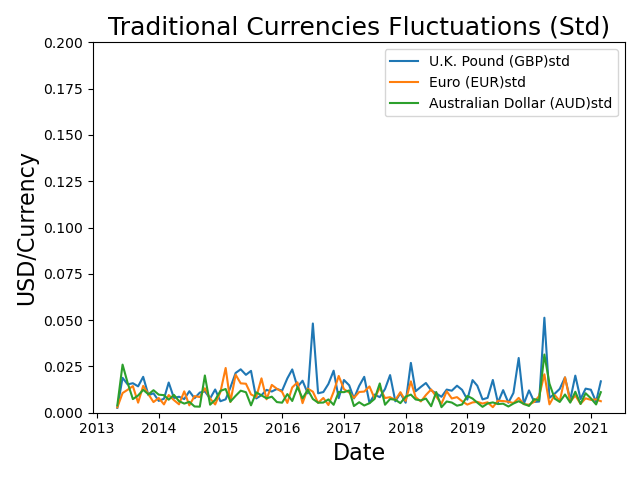 Traditional Currencies Fluctuations (Std)
U.K. Pound (GBP)std
Euro (EUR)std
Australian Dollar (AUD)std
USD/Currency
0.200
0.175
0.150
0.125
0.100
0.075
0.050
0.025
0.000
2013 2014 2015 2016 2017 2018 2019 2020 2021
Date